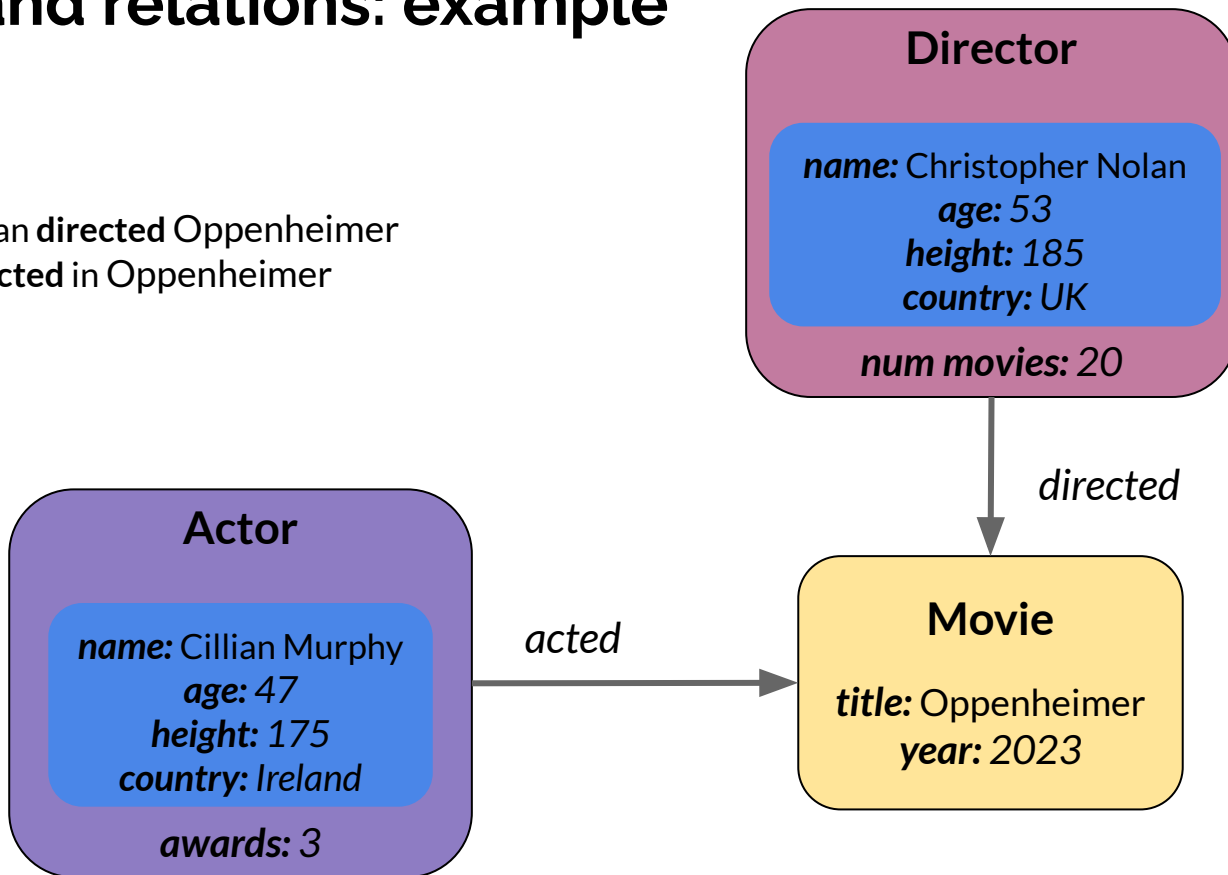 and relations: example
an directed Oppenheimer
cted in Oppenheimer
Director
name: Christopher Nolan
age: 53
height: 185
country: UK
num movies: 20
directed
Actor
name: Cillian Murphy
age: 47
height: 175
country: Ireland
awards: 3
acted
Movie
title: Oppenheimer
year: 2023